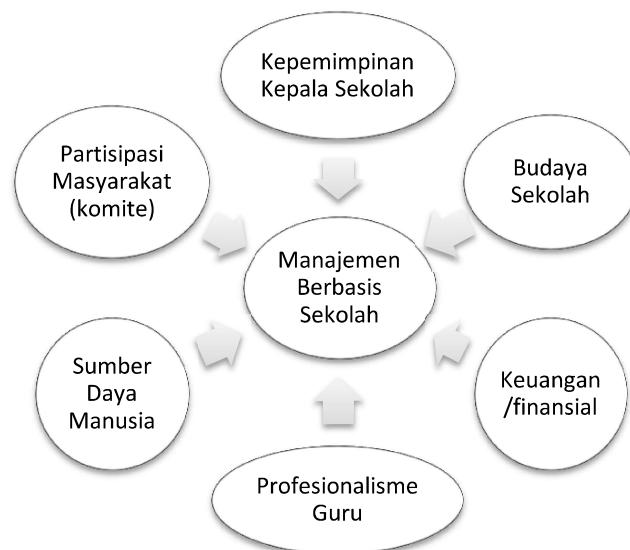 Kepemimpinan
Kepala Sekolah
Partisipasi
Masyarakat
(komite)
Budaya
Sekolah
Manajemen
Berbasis
Sekolah
Sumber
Daya
Manusia
Keuangan
/finansial
Profesionalisme
Guru